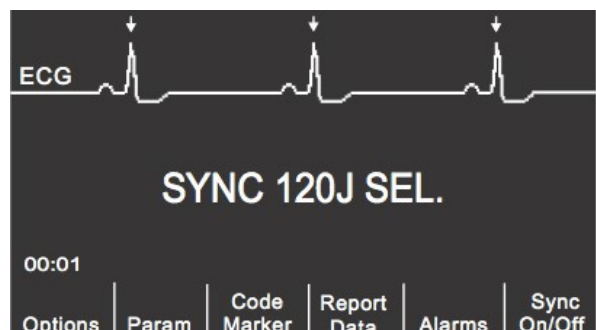 ECG
SYNC 120J SEL.
00:01
Options
Param
Code
Marker
Report
Data
Alarms
Sync
On/Off